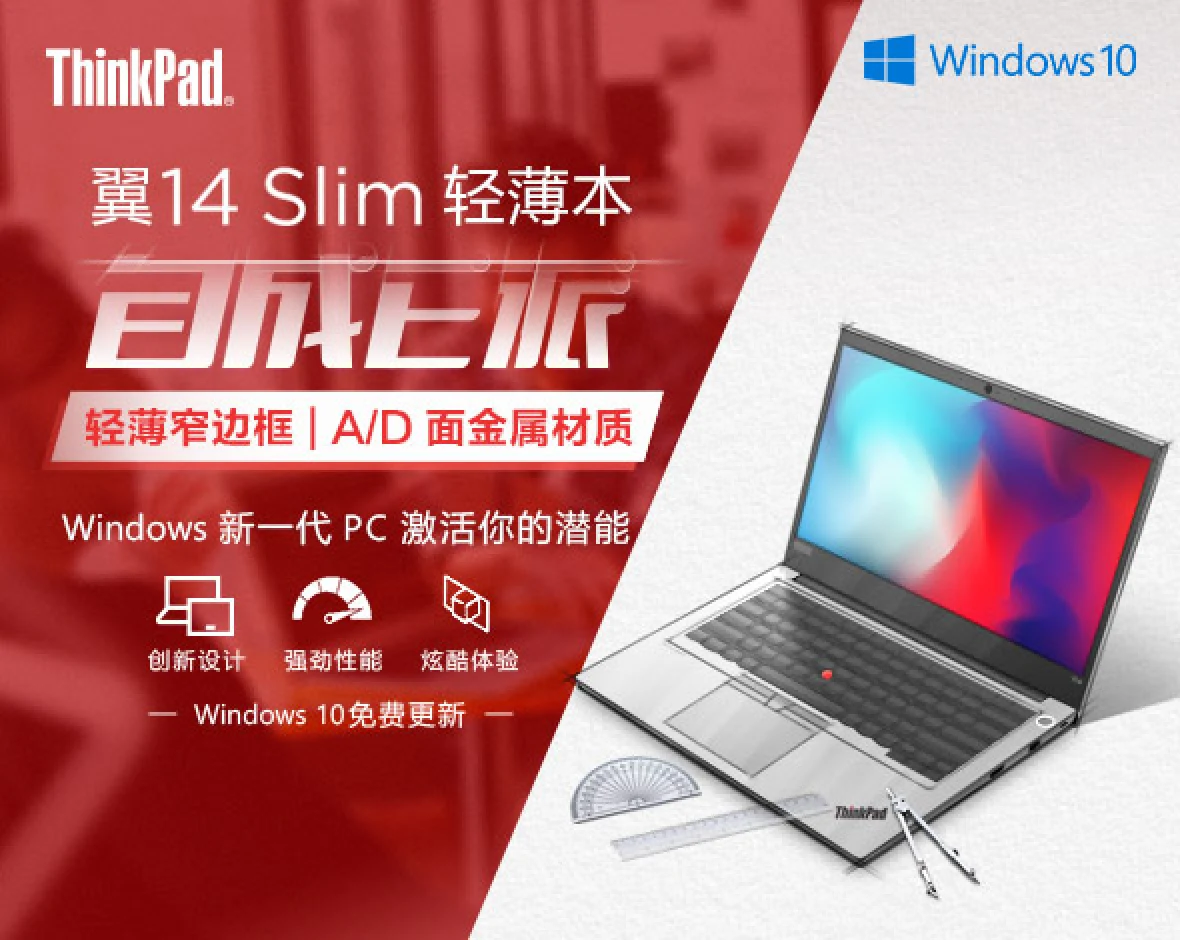 ThinkPad®
Windows 10
翼14 Slim 轻薄本
自成E派
轻薄窄边框 | A/D 面金属材质
Windows 新一代 PC 激活你的潜能
创新设计 强劲性能 炫酷体验
— Windows 10免费更新 —
ThinkPad